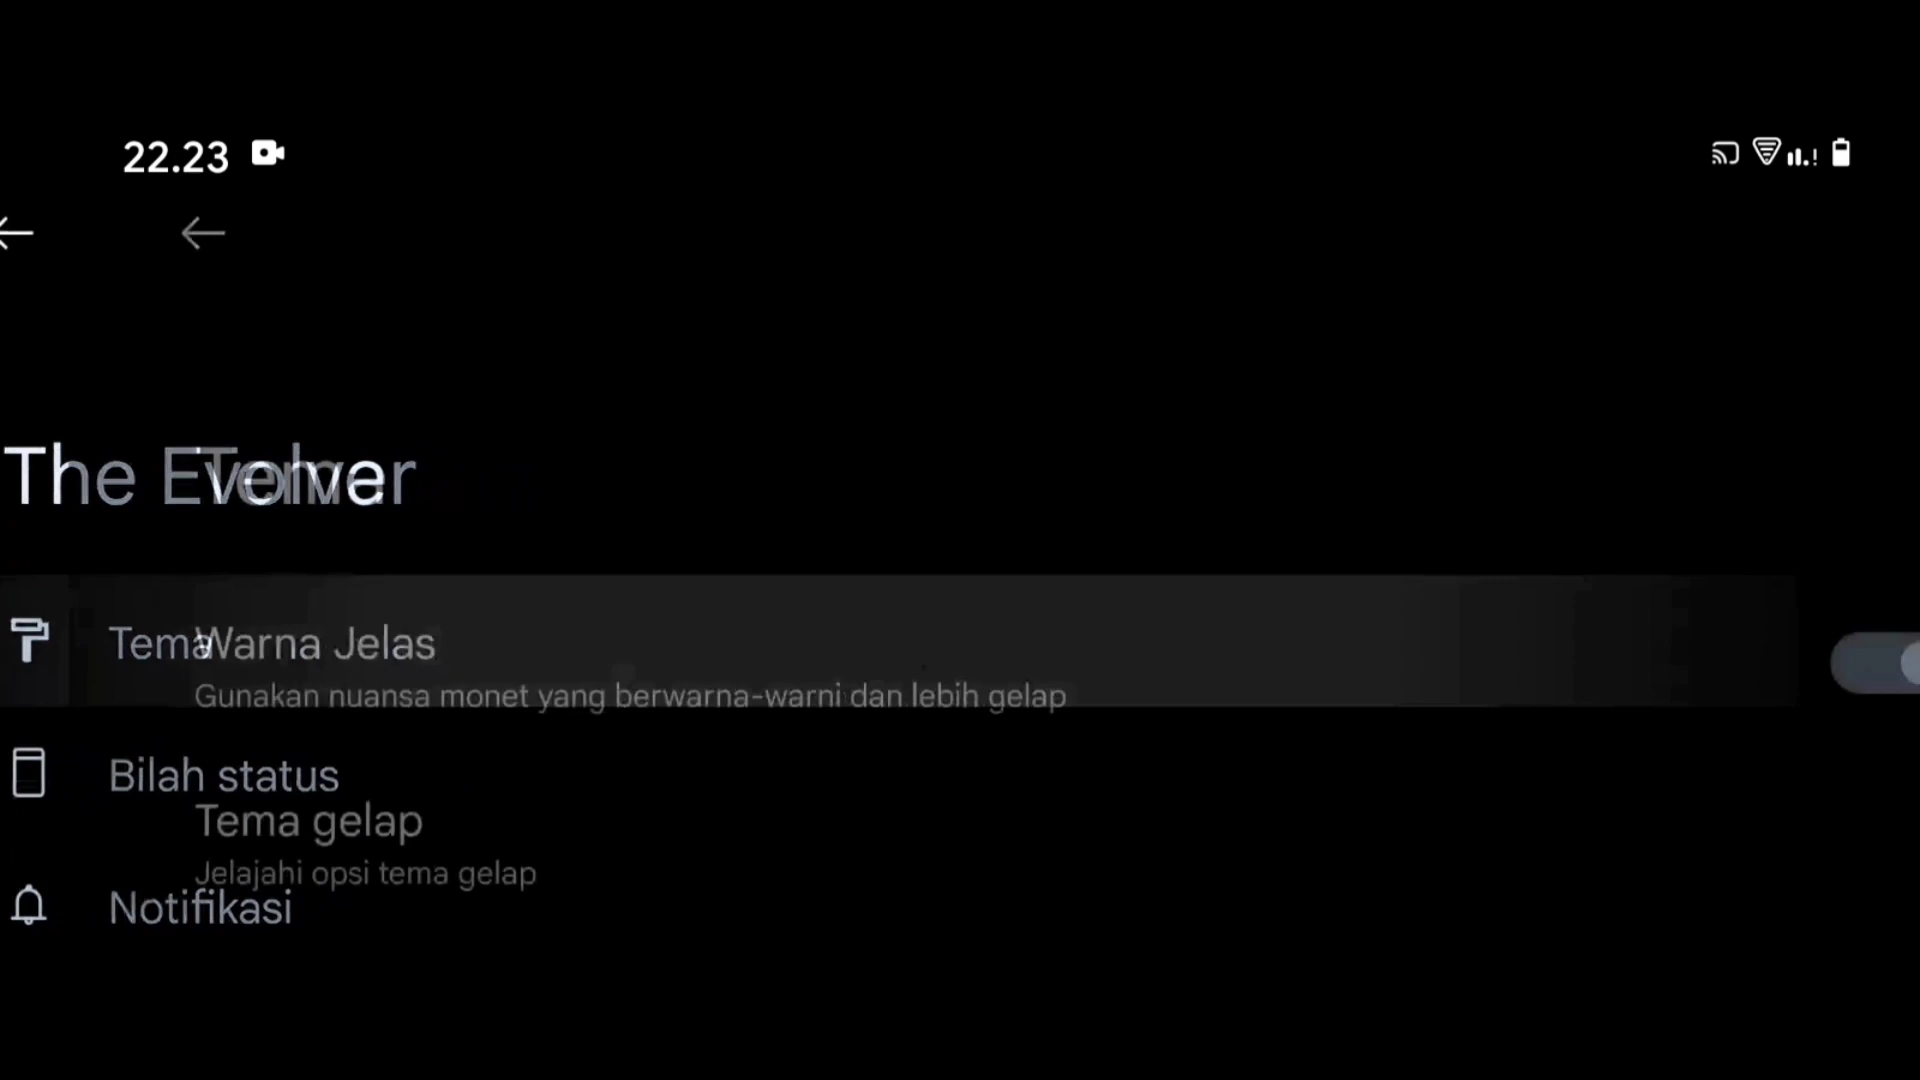 22.23
The Evolver
Tema
Tema
Warna Jelas
Gunakan nuansa monet yang berwarna-warni dan lebih gelap
Bilah status
Tema gelap
Jelajahi opsi tema gelap
Notifikasi